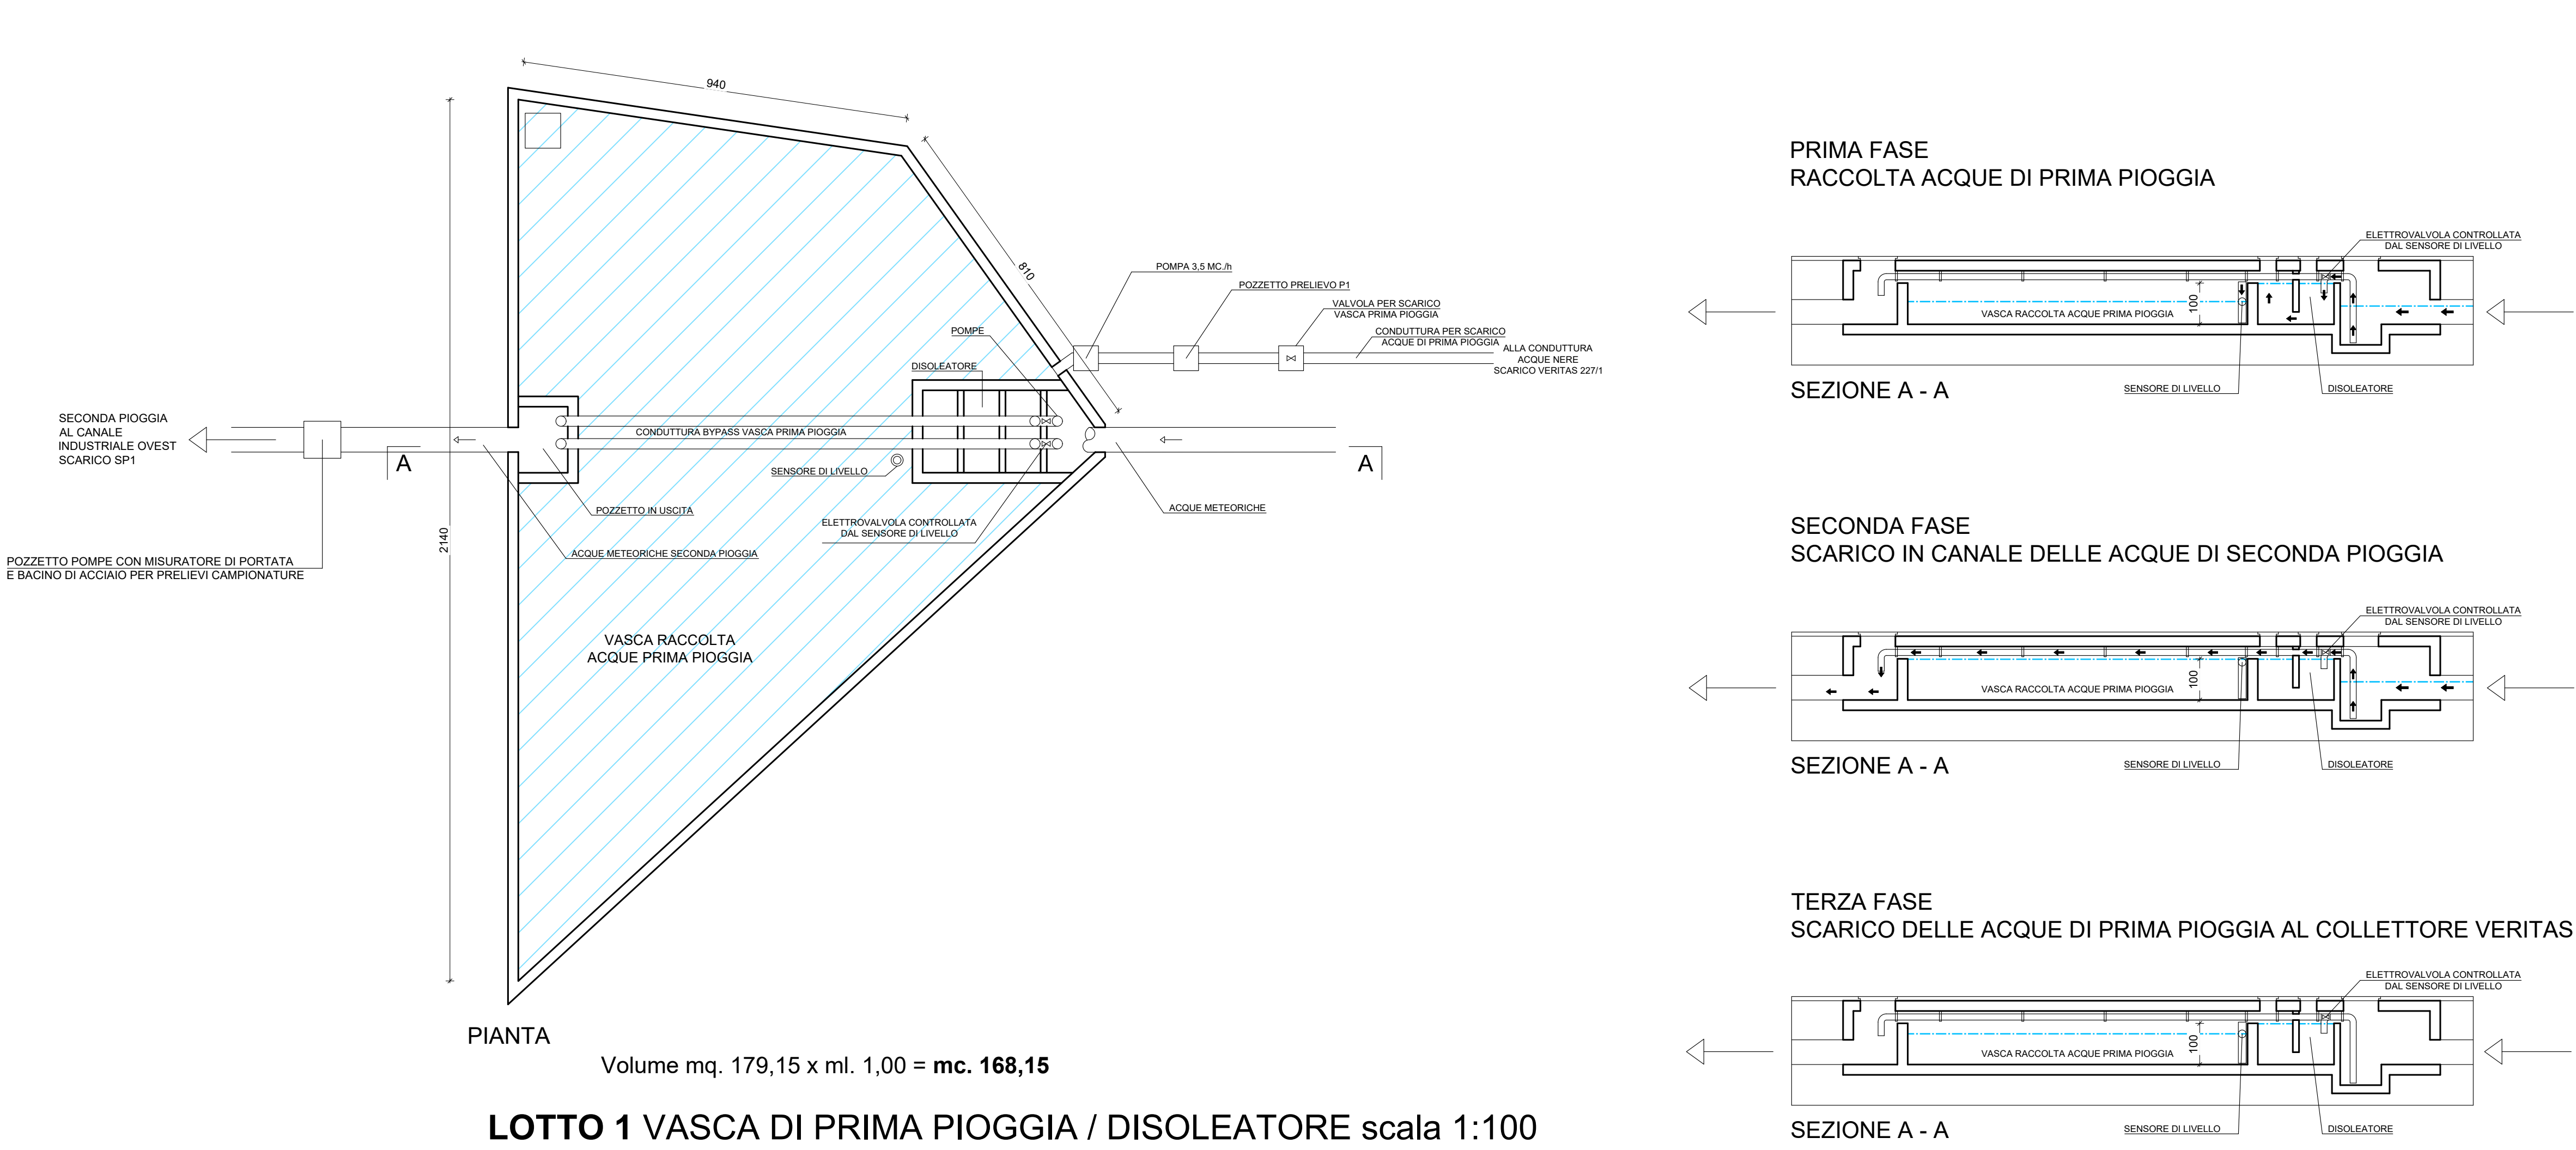 940
810
2140
POMPA 3,5 MC./h
POZZETTO PRELIEVO P1
VALVOLA PER SCARICO
VASCA PRIMA PIOGGIA
CONDUTTURA PER SCARICO
ACQUE DI PRIMA PIOGGIA
ALLA CONDUTTURA
ACQUE NERE
SCARICO VERITAS 227/1
POMPE
DISOLEATORE
SECONDA PIOGGIA
AL CANALE
INDUSTRIALE OVEST
SCARICO SP1
CONDUTTURA BYPASS VASCA PRIMA PIOGGIA
A
A
SENSORE DI LIVELLO
POZZETTO IN USCITA
ACQUE METEORICHE
ELETTROVALVOLA CONTROLLATA
DAL SENSORE DI LIVELLO
ACQUE METEORICHE SECONDA PIOGGIA
POZZETTO POMPE CON MISURATORE DI PORTATA
E BACINO DI ACCIAIO PER PRELIEVI CAMPIONATURE
VASCA RACCOLTA
ACQUE PRIMA PIOGGIA
PIANTA
Volume mq. 179,15 x ml. 1,00 = mc. 168,15
LOTTO 1 VASCA DI PRIMA PIOGGIA / DISOLEATORE scala 1:100
PRIMA FASE
RACCOLTA ACQUE DI PRIMA PIOGGIA
ELETTROVALVOLA CONTROLLATA
DAL SENSORE DI LIVELLO
100
VASCA RACCOLTA ACQUE PRIMA PIOGGIA
SEZIONE A - A
SENSORE DI LIVELLO
DISOLEATORE
SECONDA FASE
SCARICO IN CANALE DELLE ACQUE DI SECONDA PIOGGIA
ELETTROVALVOLA CONTROLLATA
DAL SENSORE DI LIVELLO
100
VASCA RACCOLTA ACQUE PRIMA PIOGGIA
SEZIONE A - A
SENSORE DI LIVELLO
DISOLEATORE
TERZA FASE
SCARICO DELLE ACQUE DI PRIMA PIOGGIA AL COLLETTORE VERITAS
ELETTROVALVOLA CONTROLLATA
DAL SENSORE DI LIVELLO
100
VASCA RACCOLTA ACQUE PRIMA PIOGGIA
SEZIONE A - A
SENSORE DI LIVELLO
DISOLEATORE